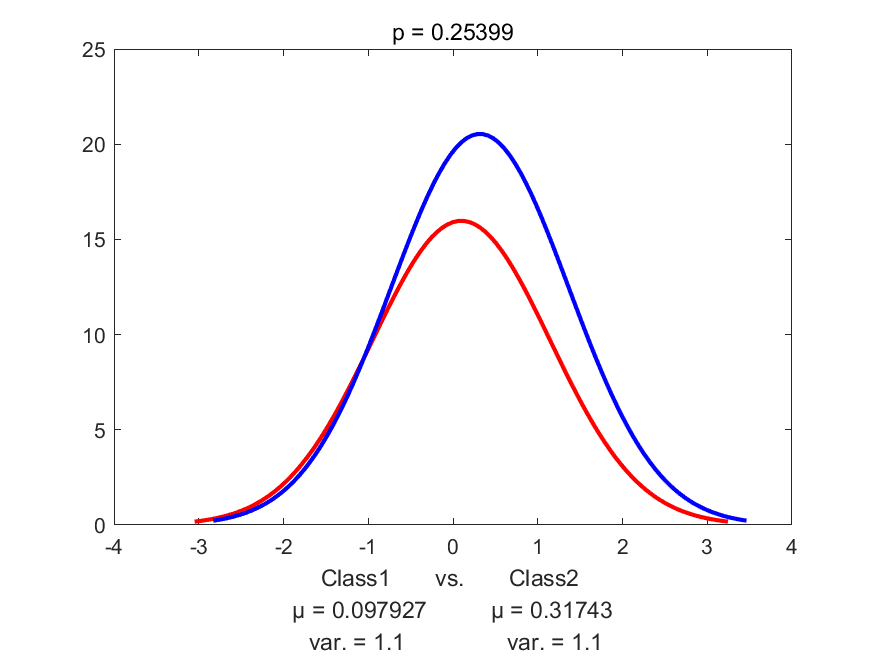 p = 0.25399
25
20
15
10
5
0
-4 -3 -2 -1 0 1 2 3 4
Class1 vs. Class2
μ = 0.097927 μ = 0.31743
var. = 1.1 var. = 1.1